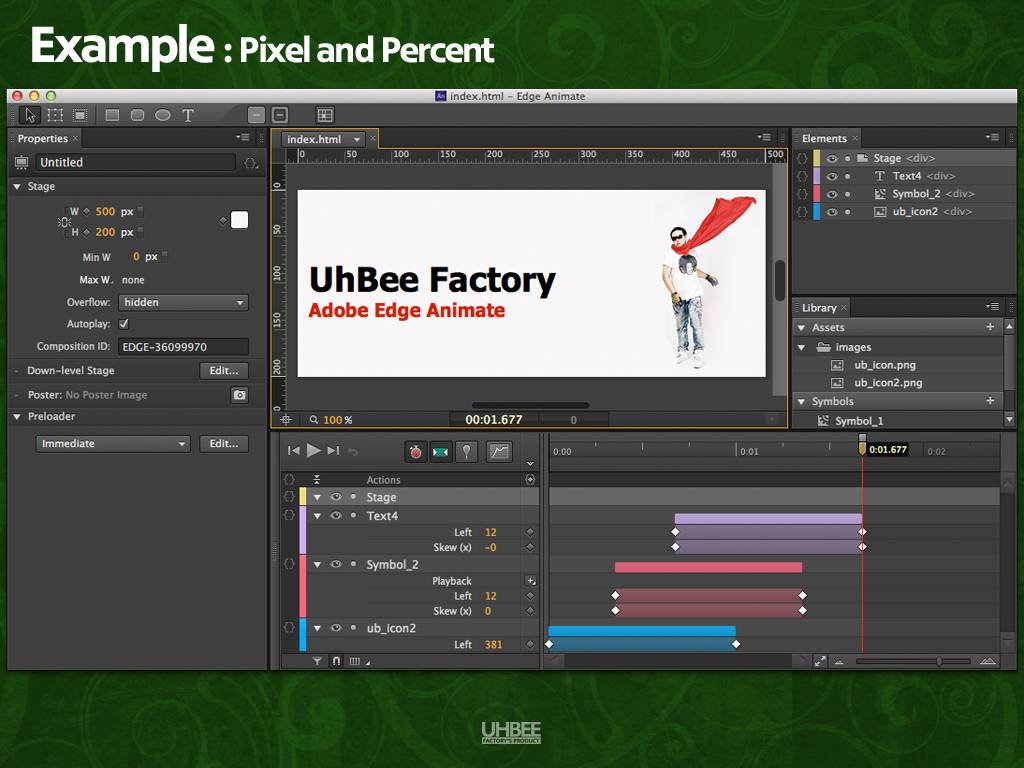 Example : Pixel and Percent
index.html - Edge Animate
T
Properties
Untitled
Stage
W 500 px
H 200 px
Min W 0 px
Max W. none
Overflow: hidden
Autoplay:
Composition ID: EDGE-36099970
Down-level Stage Edit...
Poster: No Poster Image
Preloader
Immediate Edit...
index.html
0 50 100 150 200 250 300 350 400 450 500
0
50
100
150
200
UhBee Factory
Adobe Edge Animate
100 % 00:01.677 0
Elements
Stage <div>
T Text4 <div>
Symbol_2 <div>
ub_icon2 <div>
Library
Assets
images
ub_icon.png
ub_icon2.png
Symbols
Symbol_1
0:00 0:01 0:01.677 0:02
Actions
Stage
Text4
Left 12
Skew (x) -0
Symbol_2
Playback
Left 12
Skew (x) 0
ub_icon2
Left 381
UHBEE
FACTORY'S PRODUCT